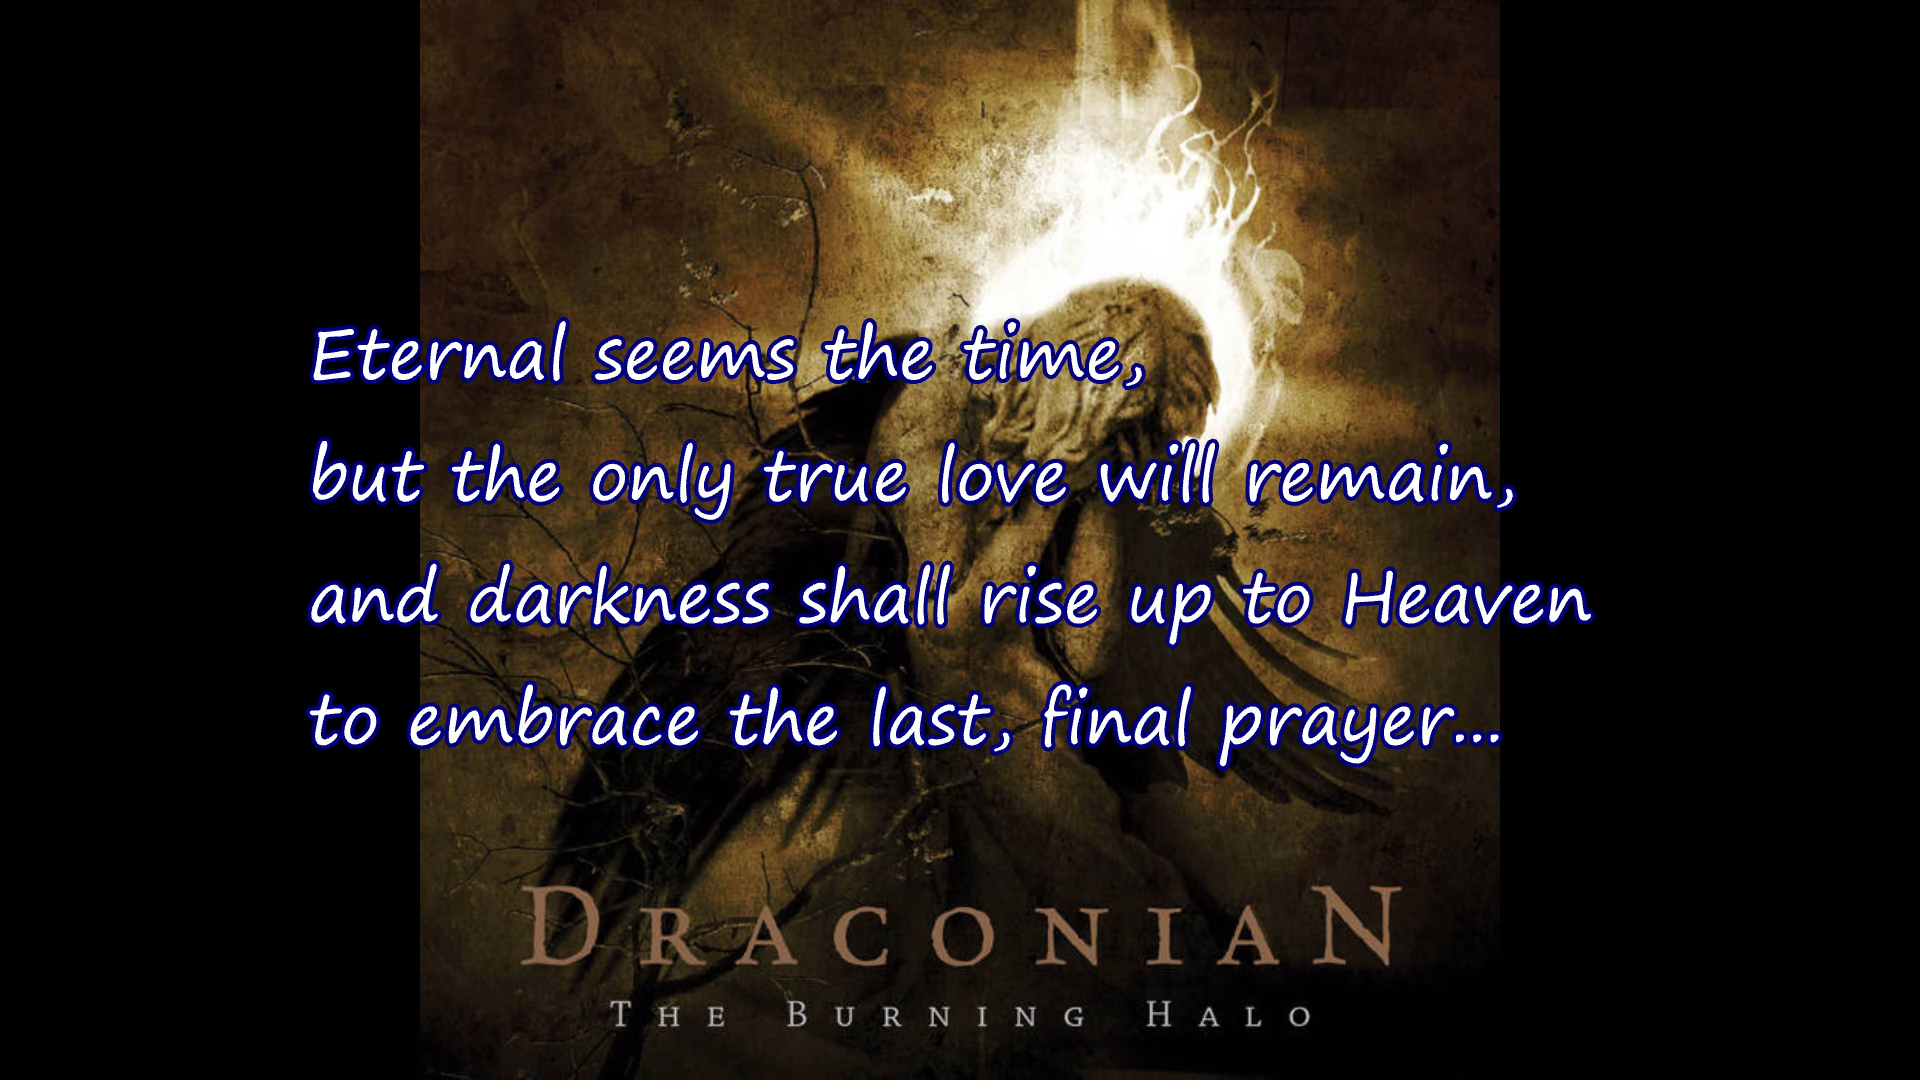 Eternal seems the time,
but the only true love will remain,
and darkness shall rise up to Heaven
to embrace the last, final prayer...
DRACONIAN
THE BURNING HALO